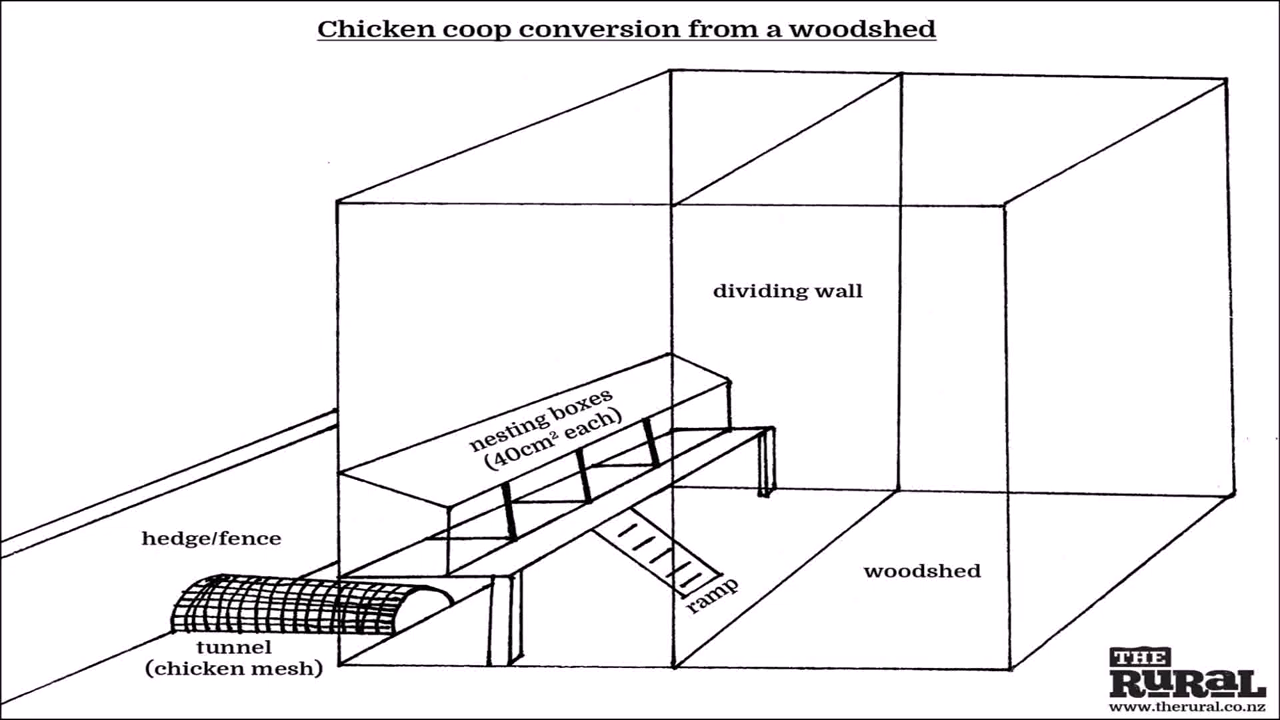 Chicken coop conversion from a woodshed
dividing wall
nesting boxes
(40cm² each)
hedge/fence
woodshed
ramp
tunnel
(chicken mesh)
THE
RURAL
www.therural.co.nz